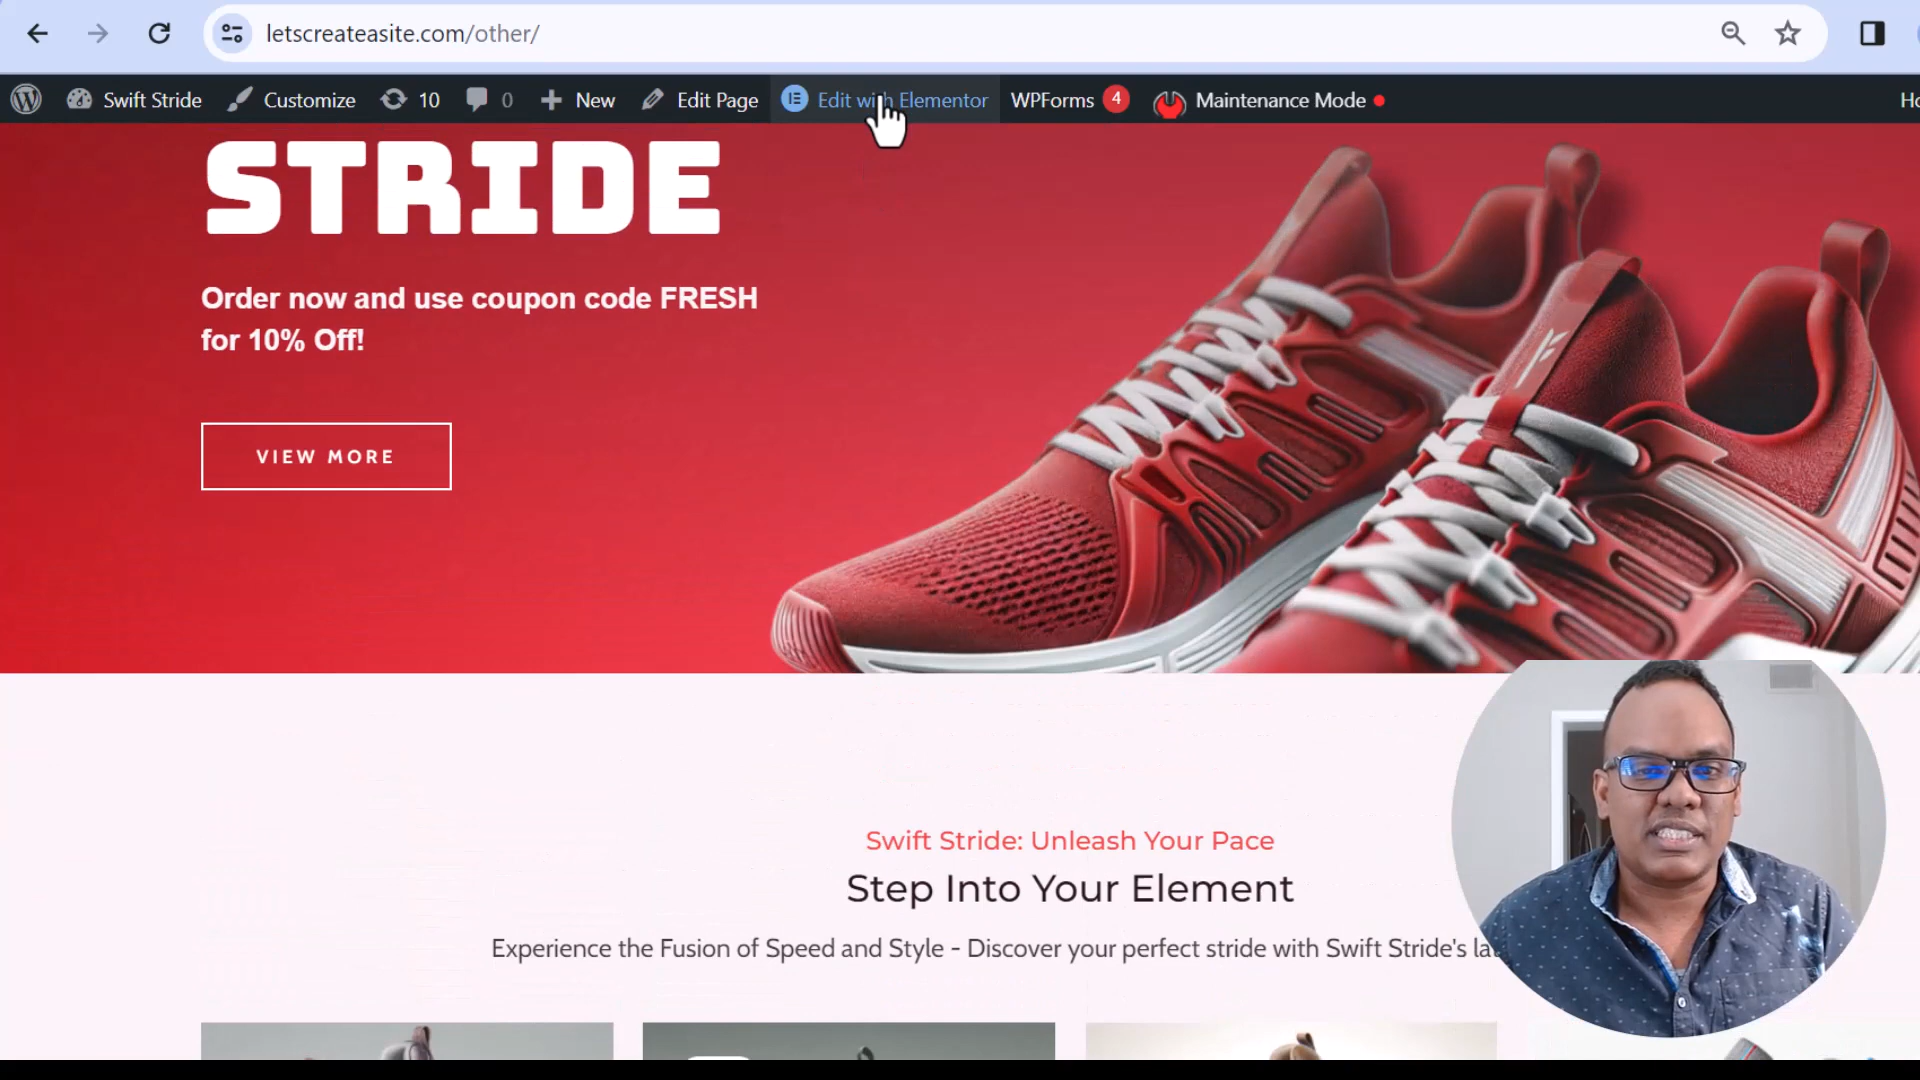 letscreateasite.com/other/
Swift Stride Customize 10 0 New Edit Page Edit with Elementor WPForms 4 Maintenance Mode
STRIDE
Order now and use coupon code FRESH
for 10% Off!
VIEW MORE
Swift Stride: Unleash Your Pace
Step Into Your Element
Experience the Fusion of Speed and Style - Discover your perfect stride with Swift Stride's